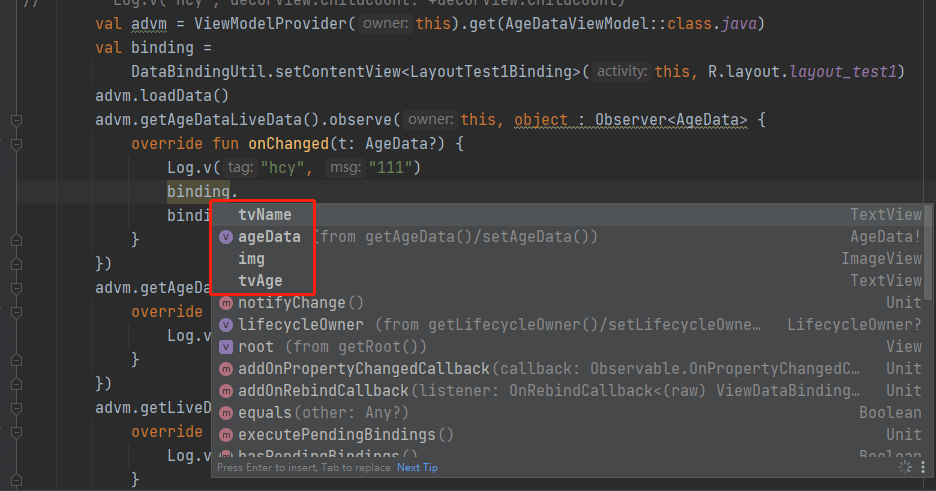 // Log.v("hcy","decorView.childCount:"+decorView.childCount)
val advm = ViewModelProvider( owner: this).get(AgeDataViewModel::class.java)
val binding =
DataBindingUtil.setContentView<LayoutTest1Binding>( activity: this, R.layout.layout_test1)
advm.loadData()
advm.getAgeDataLiveData().observe( owner: this, object : Observer<AgeData> {
override fun onChanged(t: AgeData?) {
Log.v( tag: "hcy", msg: "111")
binding.
bindi
tvName TextView
v ageData (from getAgeData()/setAgeData()) AgeData!
img ImageView
tvAge TextView
}
m notifyChange() Unit
})
v lifecycleOwner (from getLifecycleOwner()/setLifecycleOwne… LifecycleOwner?
advm.getAgeDa
override
v root (from getRoot()) View
Log.v
m addOnPropertyChangedCallback(callback: Observable.OnPropertyChangedC… Unit
}
m addOnRebindCallback(listener: OnRebindCallback<(raw) ViewDataBinding… Unit
})
advm.getLiveD
m equals(other: Any?) Boolean
override
m executePendingBindings() Unit
Log.v
m hasPendingBindings() Boolean
Press Enter to insert, Tab to replace Next Tip
}